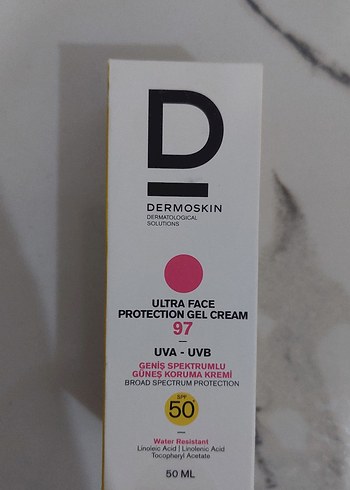 D
DERMOSKIN
DERMATOLOGICAL
SOLUTIONS
ULTRA FACE
PROTECTION GEL CREAM
97
UVA - UVB
GENİŞ SPEKTRUMLU
GÜNEŞ KORUMA KREMİ
BROAD SPECTRUM PROTECTION
SPF
50+
Water Resistant
Linoleic Acid | Linolenic Acid
Tocopheryl Acetate
50 ML